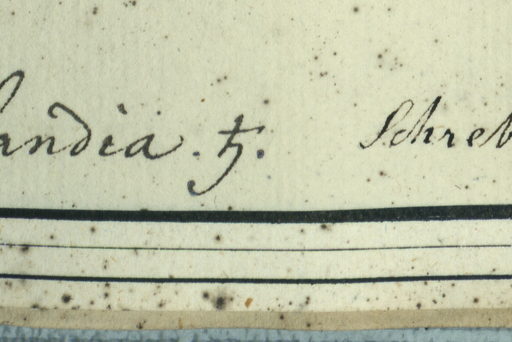 andia. ♄. Schreb